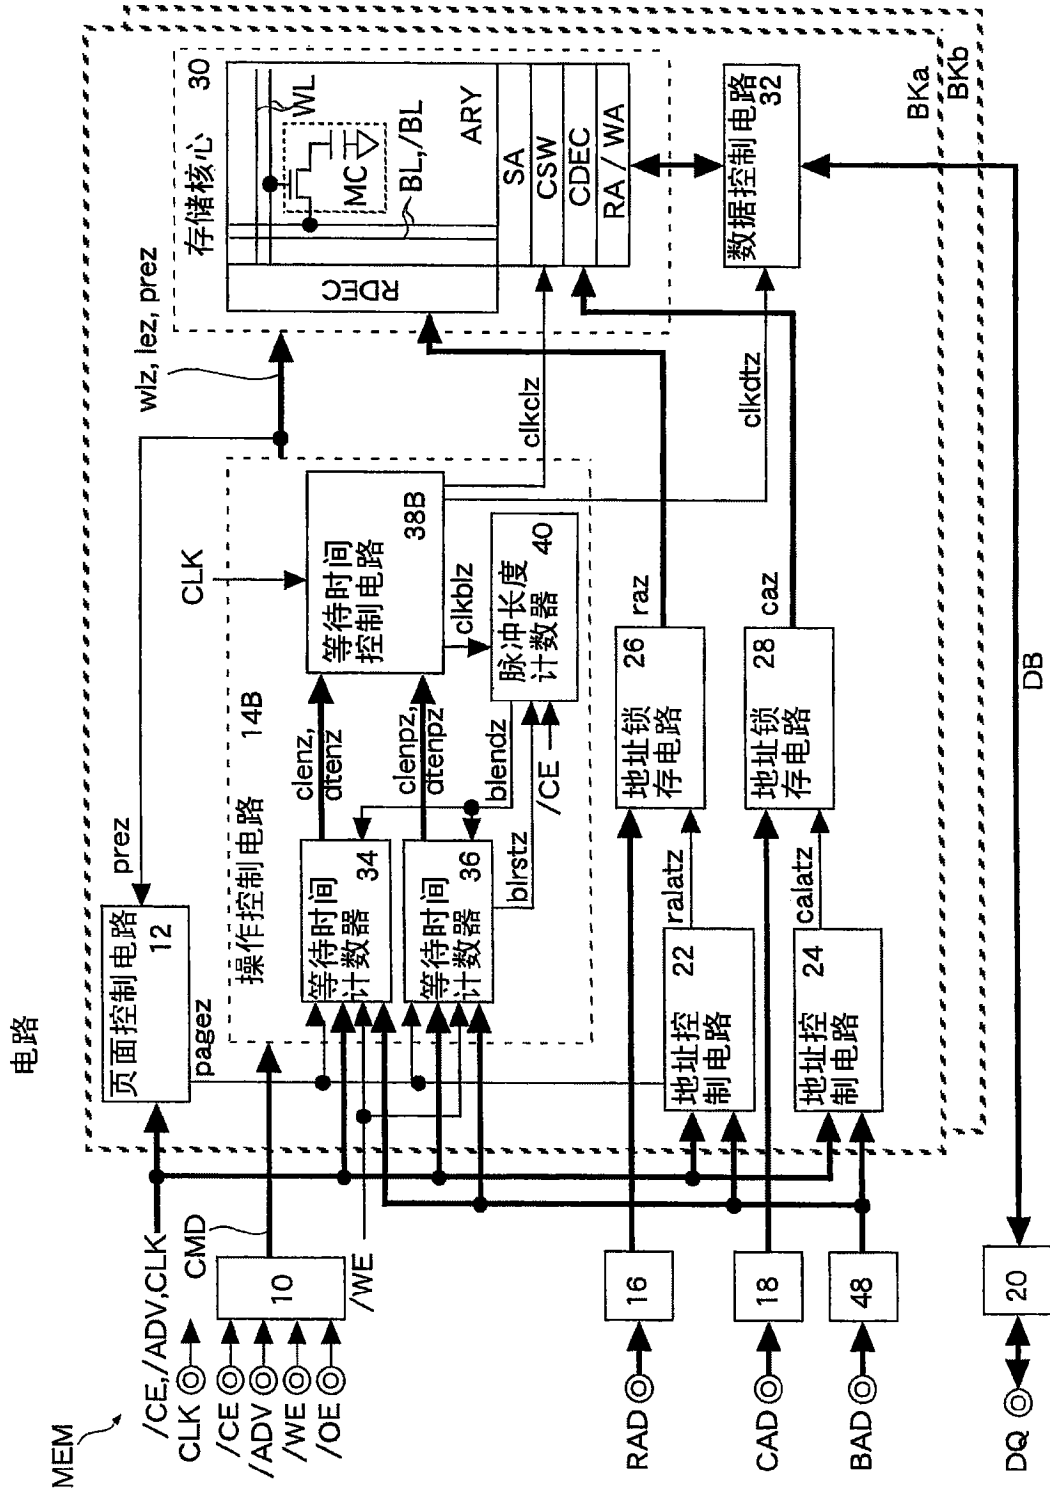 电路
MEM
/CE,/ADV,CLK
CLK
/CE
/ADV
/WE
/OE
CMD
10
/WE
RAD
16
CAD
18
BAD
48
DQ
20
DB
页面控制电路
12
pagez
prez
操作控制电路
14B
等待时间
计数器
34
等待时间
计数器
36
clenz,
dtenz
clenpz,
dtenpz
blendz
blrstz
/CE
CLK
等待时间
控制电路
38B
clkblz
脉冲长度
计数器
40
wlz, lez, prez
clkclz
clkdtz
地址控
制电路
22
ralatz
地址锁
存电路
26
raz
地址控
制电路
24
calatz
地址锁
存电路
28
caz
存储核心
30
WL
MC
BL,/BL
ARY
RDEC
SA
CSW
CDEC
RA / WA
数据控制电路
32
BKa
BKb